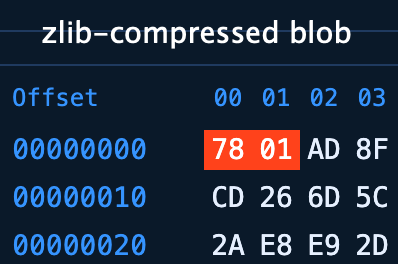 zlib-compressed blob
Offset 00 01 02 03
00000000 78 01 AD 8F
00000010 CD 26 6D 5C
00000020 2A E8 E9 2D